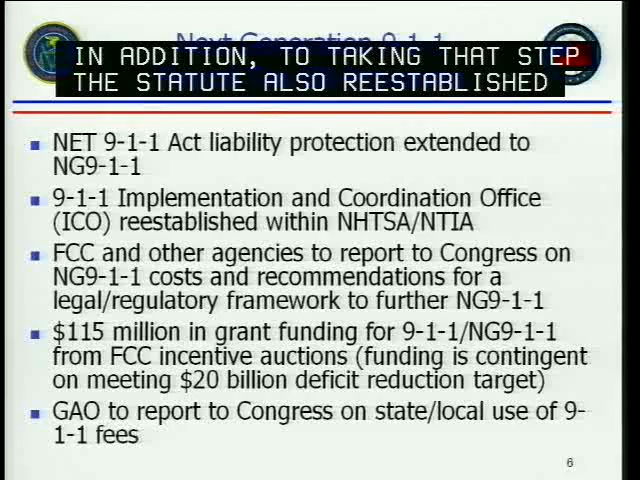 Next Generation 9-1-1
IN ADDITION, TO TAKING THAT STEP
THE STATUTE ALSO REESTABLISHED
NET 9-1-1 Act liability protection extended to
NG9-1-1
9-1-1 Implementation and Coordination Office
(ICO) reestablished within NHTSA/NTIA
FCC and other agencies to report to Congress on
NG9-1-1 costs and recommendations for a
legal/regulatory framework to further NG9-1-1
$115 million in grant funding for 9-1-1/NG9-1-1
from FCC incentive auctions (funding is contingent
on meeting $20 billion deficit reduction target)
GAO to report to Congress on state/local use of 9-
1-1 fees
6